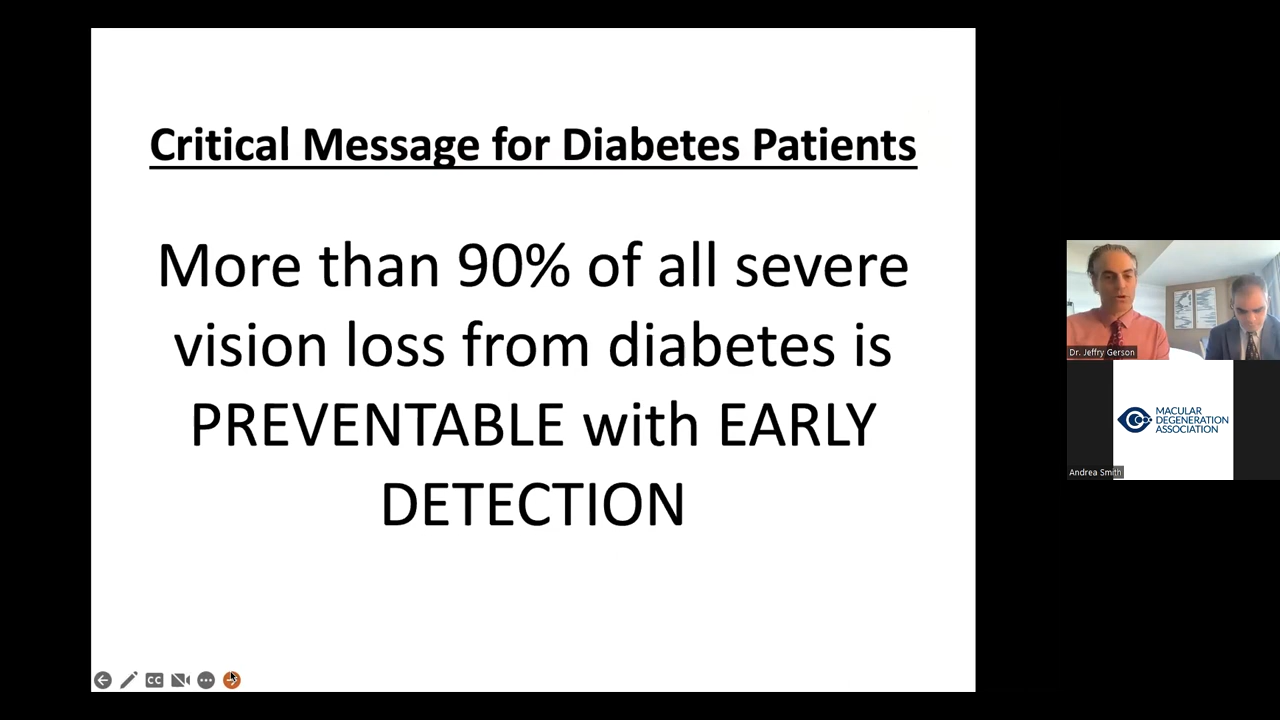 Critical Message for Diabetes Patients
More than 90% of all severe
vision loss from diabetes is
PREVENTABLE with EARLY
DETECTION
CC
Dr. Jeffry Gerson
MACULAR
DEGENERATION
ASSOCIATION
Andrea Smith